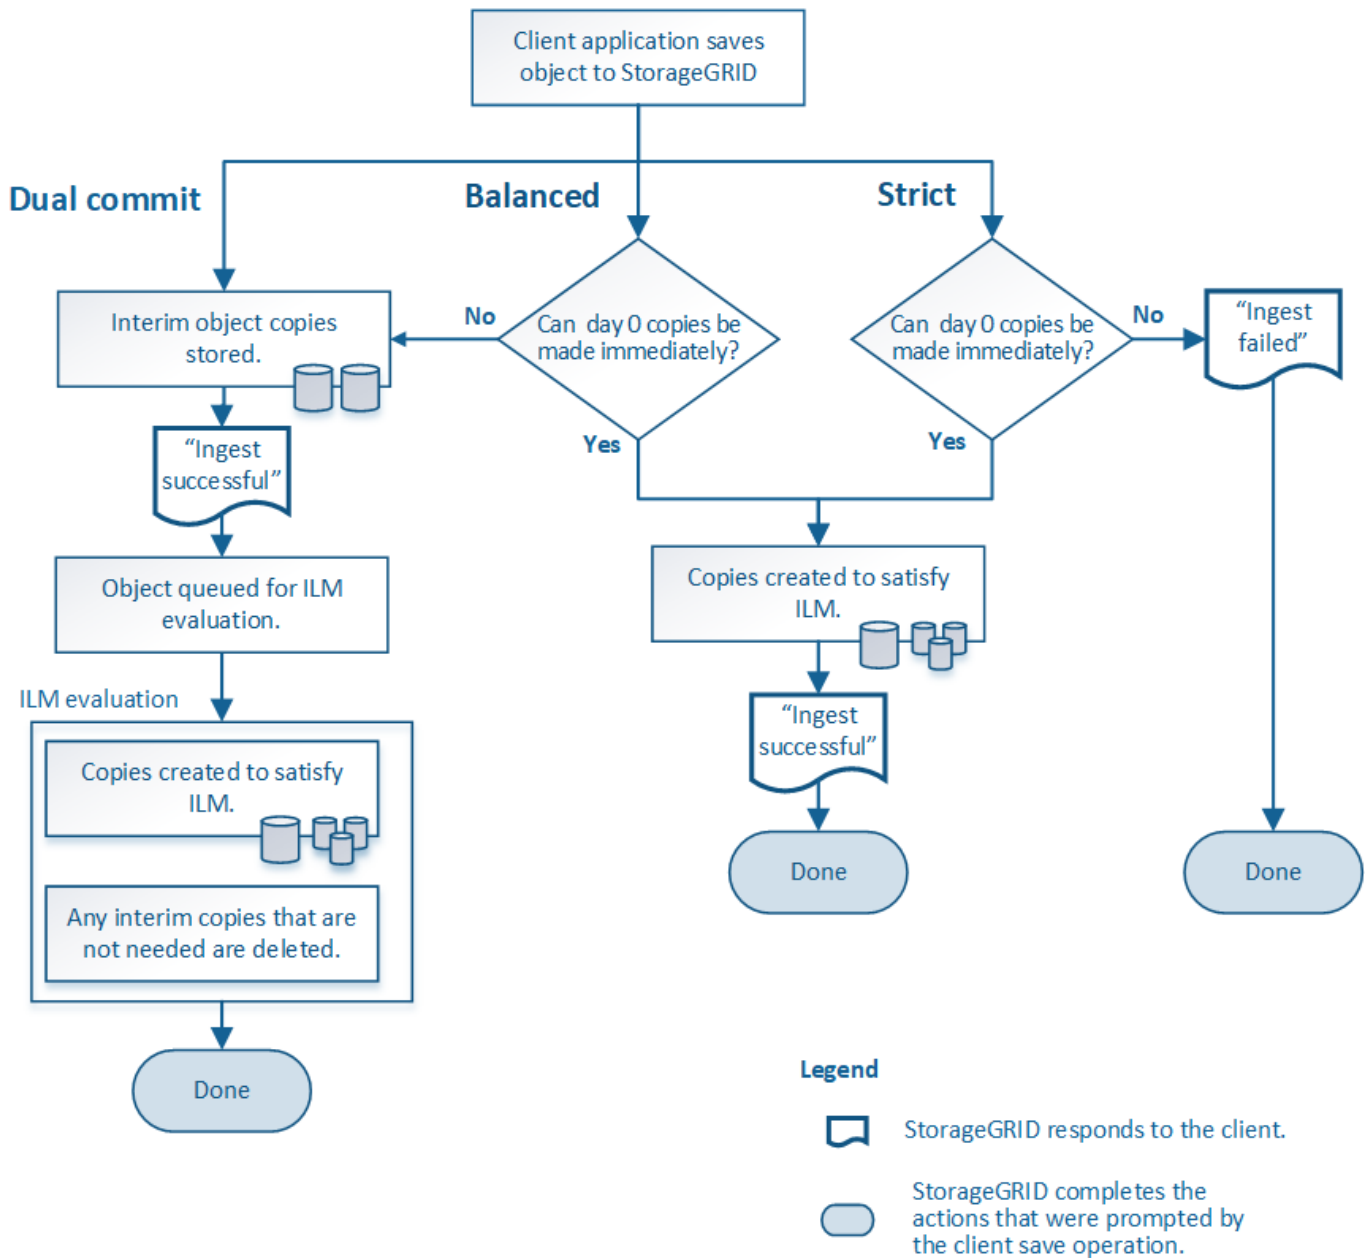 Client application saves
object to StorageGRID
Dual commit
Balanced
Strict
Interim object copies
stored.
No
Can day 0 copies be
made immediately?
Yes
Can day 0 copies be
made immediately?
No
Yes
“Ingest
failed”
“Ingest
successful”
Object queued for ILM
evaluation.
Copies created to satisfy
ILM.
ILM evaluation
“Ingest
successful”
Copies created to satisfy
ILM.
Any interim copies that are
not needed are deleted.
Done
Done
Done
Legend
StorageGRID responds to the client.
StorageGRID completes the
actions that were prompted by
the client save operation.